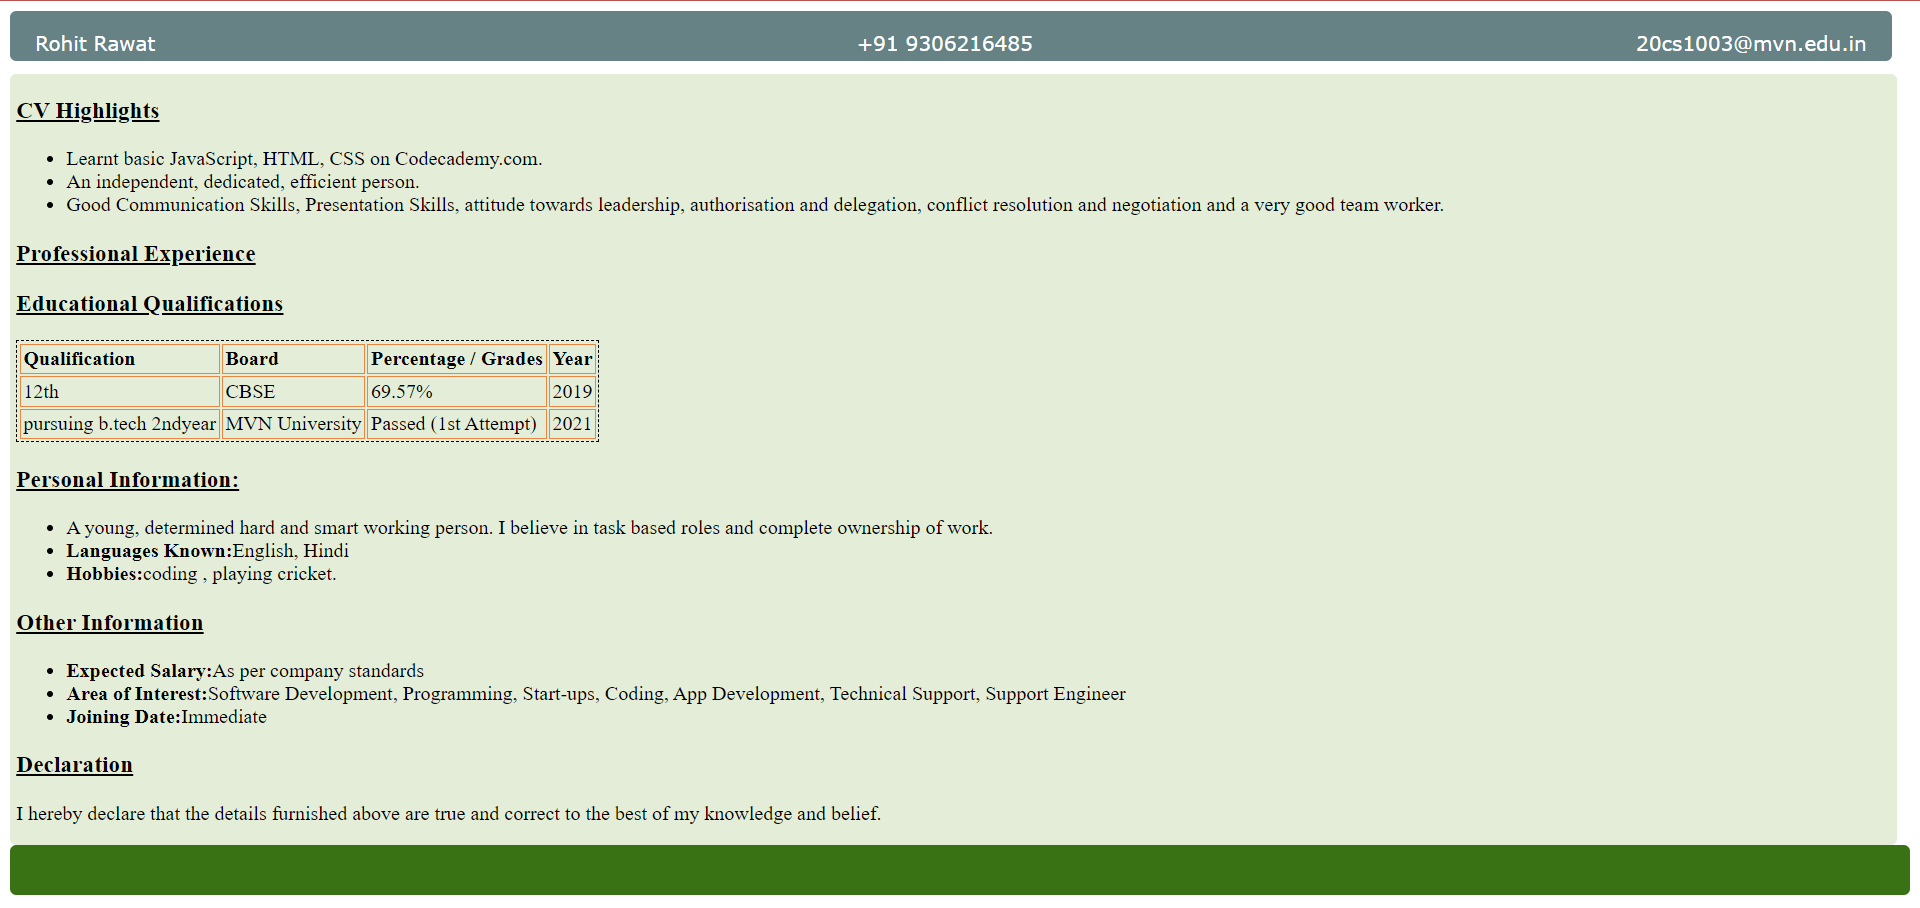 Rohit Rawat +91 9306216485 20cs1003@mvn.edu.in
CV Highlights
• Learnt basic JavaScript, HTML, CSS on Codecademy.com.
• An independent, dedicated, efficient person.
• Good Communication Skills, Presentation Skills, attitude towards leadership, authorisation and delegation, conflict resolution and negotiation and a very good team worker.
Professional Experience
Educational Qualifications
Qualification Board Percentage / Grades Year
12th CBSE 69.57% 2019
pursuing b.tech 2ndyear MVN University Passed (1st Attempt) 2021
Personal Information:
• A young, determined hard and smart working person. I believe in task based roles and complete ownership of work.
• Languages Known:English, Hindi
• Hobbies:coding , playing cricket.
Other Information
• Expected Salary:As per company standards
• Area of Interest:Software Development, Programming, Start-ups, Coding, App Development, Technical Support, Support Engineer
• Joining Date:Immediate
Declaration
I hereby declare that the details furnished above are true and correct to the best of my knowledge and belief.